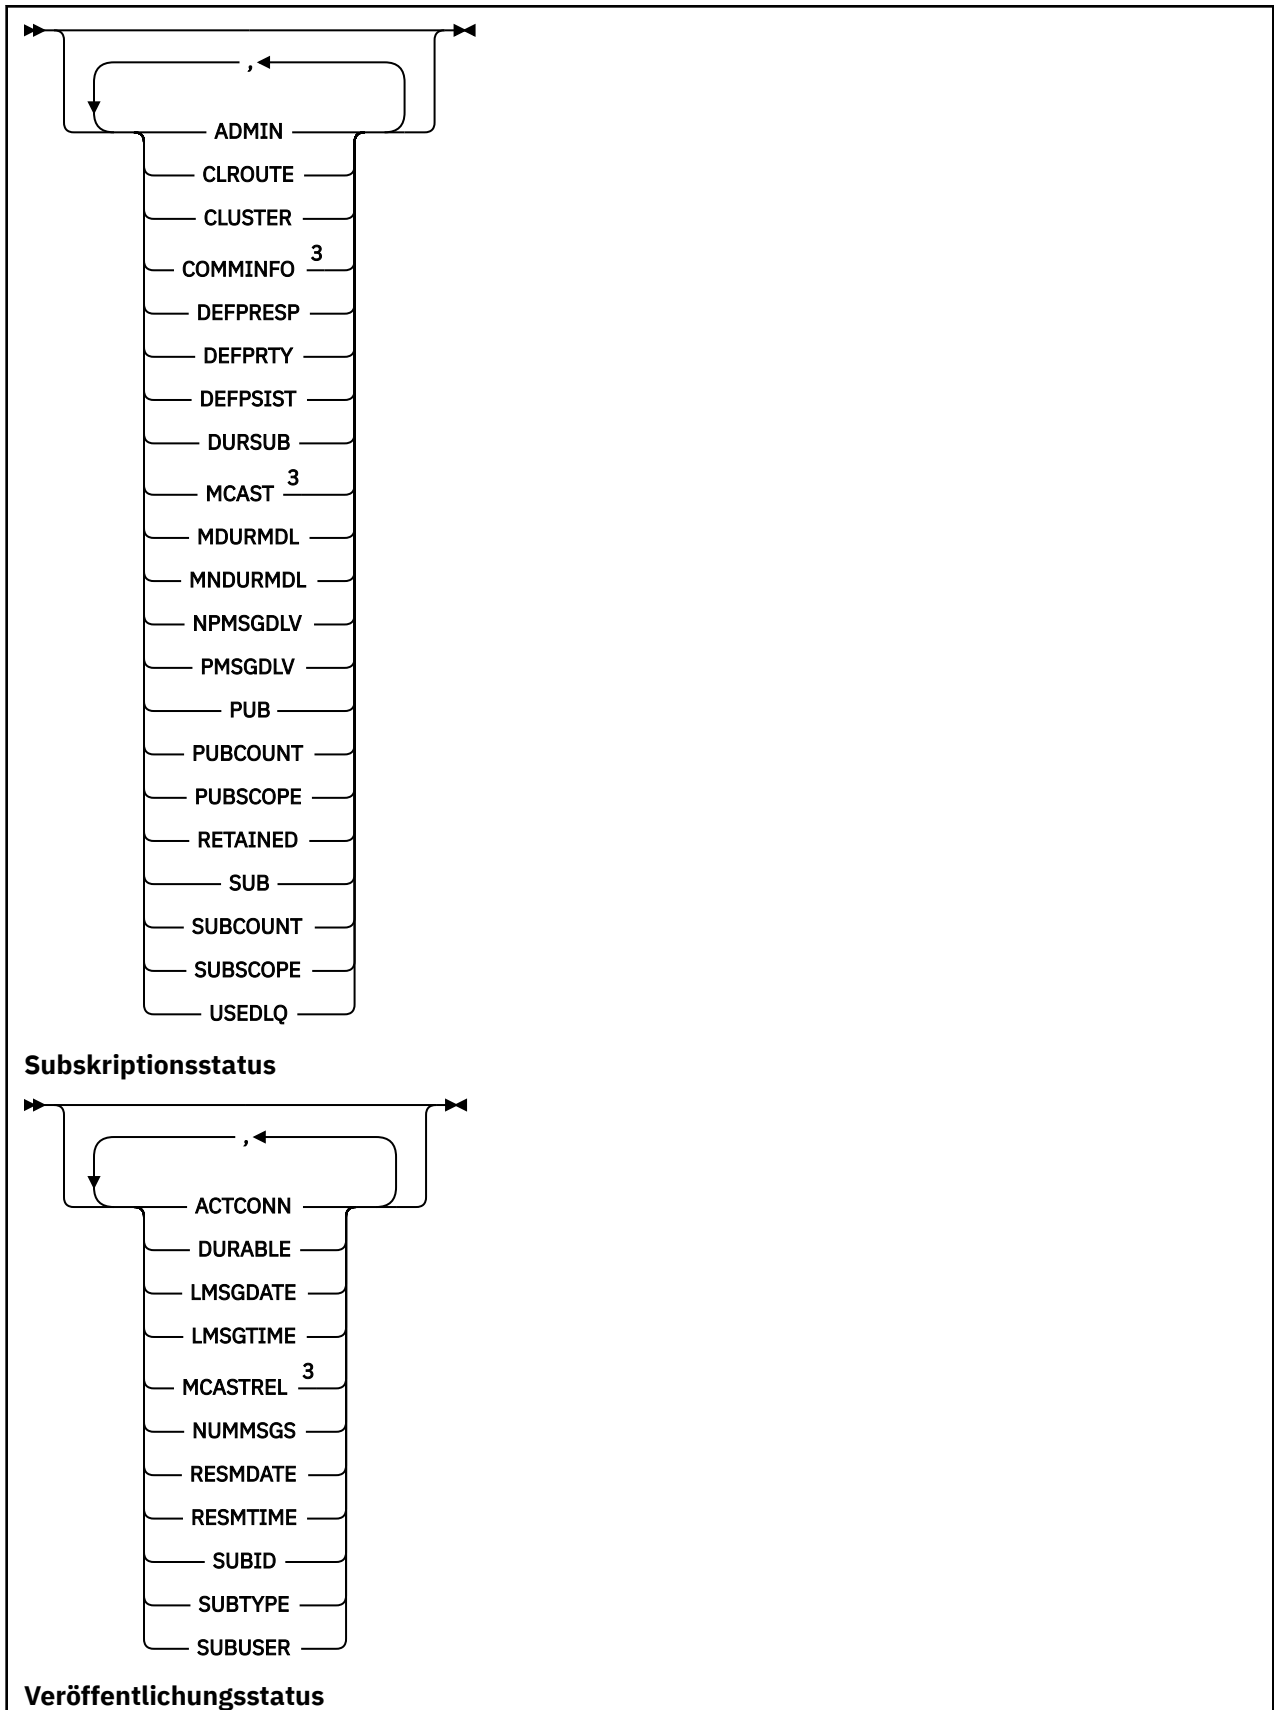 ,
ADMIN
CLROUTE
CLUSTER
COMMINFO 3
DEFPRESP
DEFPRTY
DEFPSIST
DURSUB
MCAST 3
MDURMDL
MNDURMDL
NPMSGDLV
PMSGDLV
PUB
PUBCOUNT
PUBSCOPE
RETAINED
SUB
SUBCOUNT
SUBSCOPE
USEDLQ
Subskriptionsstatus
,
ACTCONN
DURABLE
LMSGDATE
LMSGTIME
MCASTREL 3
NUMMSGS
RESMDATE
RESMTIME
SUBID
SUBTYPE
SUBUSER
Veröffentlichungsstatus